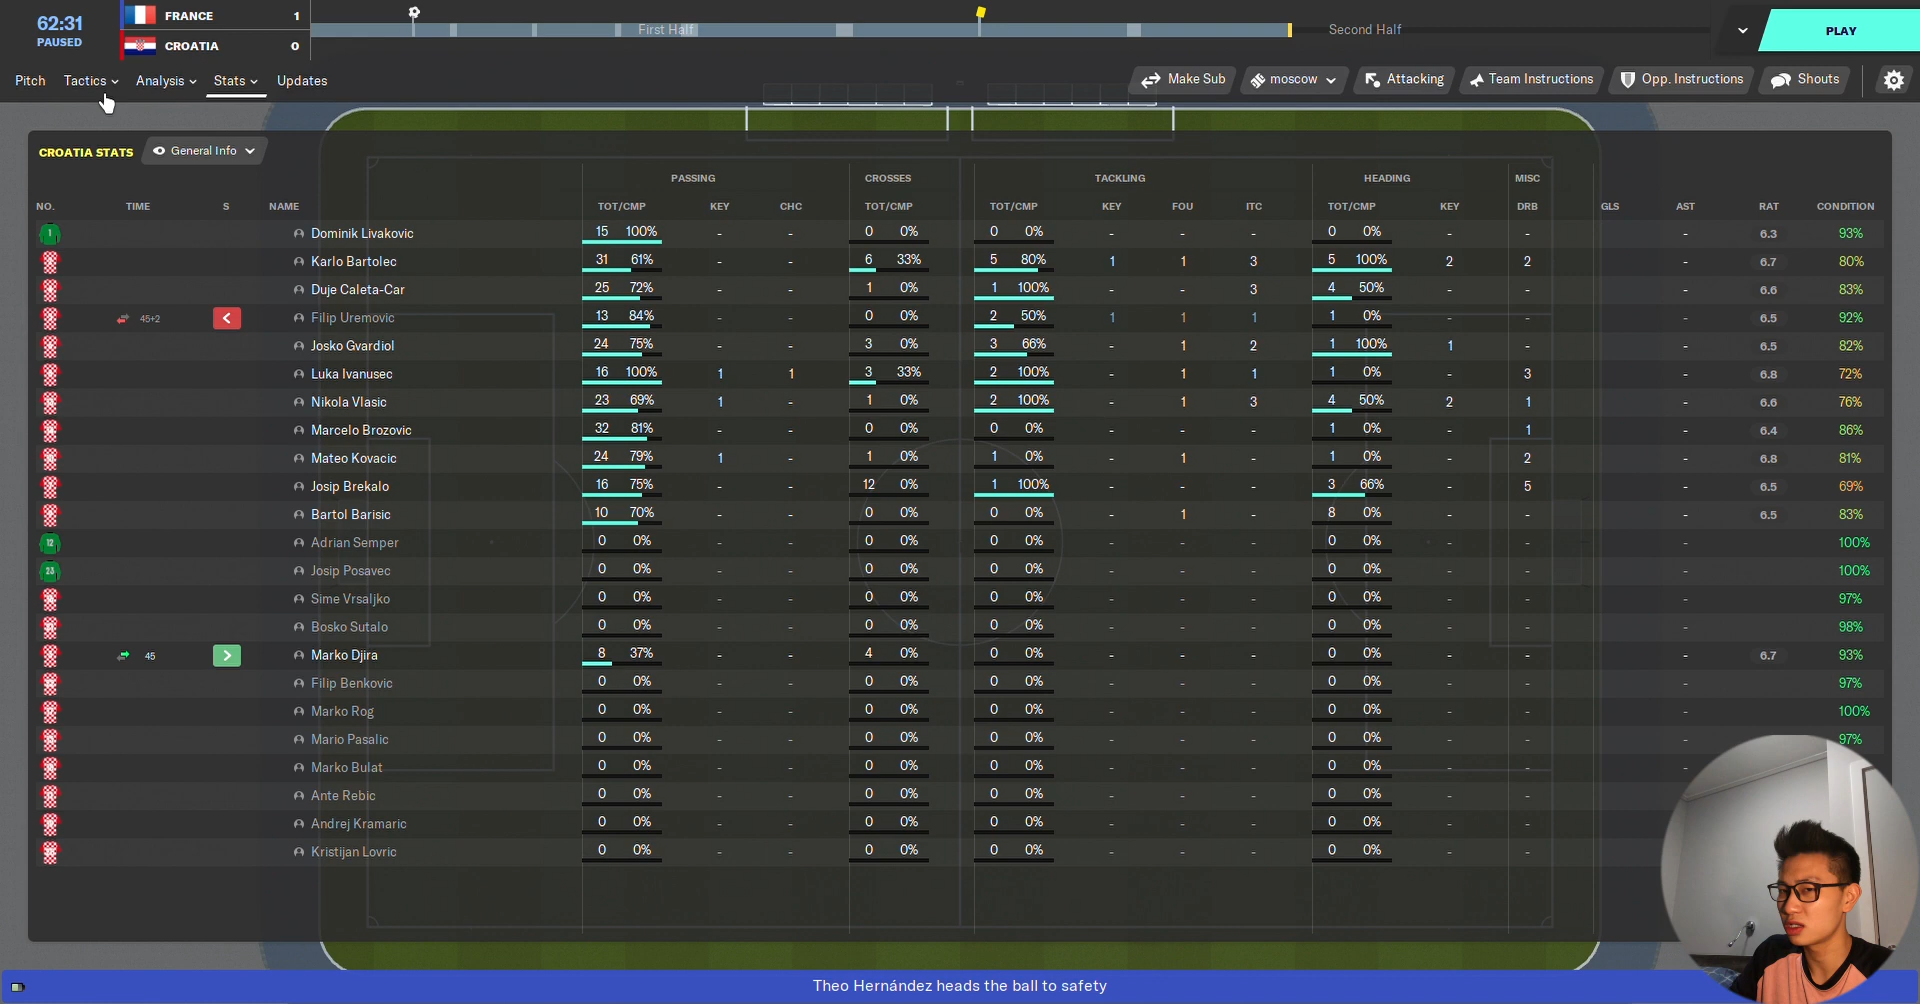 62:31
PAUSED
FRANCE 1
CROATIA 0
First Half
Second Half
PLAY
Pitch Tactics Analysis Stats Updates
Make Sub moscow Attacking Team Instructions Opp. Instructions Shouts
CROATIA STATS General Info
PASSING CROSSES TACKLING HEADING MISC
NO. TIME S NAME TOT/CMP KEY CHC TOT/CMP TOT/CMP KEY FOU ITC TOT/CMP KEY DRB GLS AST RAT CONDITION
1 Dominik Livakovic 15 100% - - 0 0% 0 0% - - - 0 0% - - - 6.3 93%
Karlo Bartolec 31 61% - - 6 33% 5 80% 1 1 3 5 100% 2 2 - 6.7 80%
Duje Caleta-Car 25 72% - - 1 0% 1 100% - - 3 4 50% - - - 6.6 83%
45+2 Filip Uremovic 13 84% - - 0 0% 2 50% 1 1 1 1 0% - - - 6.5 92%
Josko Gvardiol 24 75% - - 3 0% 3 66% - 1 2 1 100% 1 - - 6.5 82%
Luka Ivanusec 16 100% 1 1 3 33% 2 100% - 1 1 1 0% - 3 - 6.8 72%
Nikola Vlasic 23 69% 1 - 1 0% 2 100% - 1 3 4 50% 2 1 - 6.6 76%
Marcelo Brozovic 32 81% - - 0 0% 0 0% - - - 1 0% - 1 - 6.4 86%
Mateo Kovacic 24 79% 1 - 1 0% 1 0% - 1 - 1 0% - 2 - 6.8 81%
Josip Brekalo 16 75% - - 12 0% 1 100% - - - 3 66% - 5 - 6.5 69%
Bartol Barisic 10 70% - - 0 0% 0 0% - 1 - 8 0% - - - 6.5 83%
12 Adrian Semper 0 0% - - 0 0% 0 0% - - - 0 0% - - - 100%
23 Josip Posavec 0 0% - - 0 0% 0 0% - - - 0 0% - - - 100%
Sime Vrsaljko 0 0% - - 0 0% 0 0% - - - 0 0% - - - 97%
Bosko Sutalo 0 0% - - 0 0% 0 0% - - - 0 0% - - - 98%
45 Marko Djira 8 37% - - 4 0% 0 0% - - - 0 0% - - - 6.7 93%
Filip Benkovic 0 0% - - 0 0% 0 0% - - - 0 0% - - - 97%
Marko Rog 0 0% - - 0 0% 0 0% - - - 0 0% - - - 100%
Mario Pasalic 0 0% - - 0 0% 0 0% - - - 0 0% - - - 97%
Marko Bulat 0 0% - - 0 0% 0 0% - - - 0 0% - -
Ante Rebic 0 0% - - 0 0% 0 0% - - - 0 0% - -
Andrej Kramaric 0 0% - - 0 0% 0 0% - - - 0 0% - -
Kristijan Lovric 0 0% - - 0 0% 0 0% - - - 0 0% - -
Theo Hernández heads the ball to safety